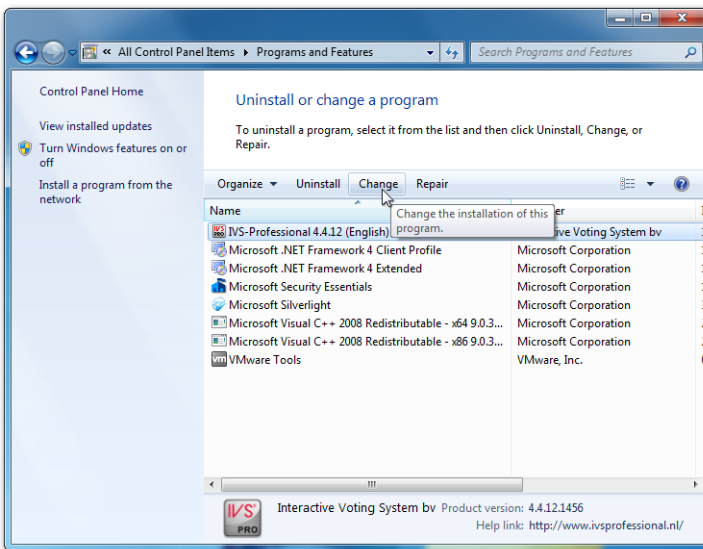 « All Control Panel Items ▸ Programs and Features
Search Programs and Features
Control Panel Home
View installed updates
Turn Windows features on or
off
Install a program from the
network
Uninstall or change a program
To uninstall a program, select it from the list and then click Uninstall, Change, or
Repair.
Organize Uninstall Change Repair
Name
Change the installation of this
program.
IVS-Professional 4.4.12 (English)
Voting System bv
Microsoft .NET Framework 4 Client Profile Microsoft Corporation
Microsoft .NET Framework 4 Extended Microsoft Corporation
Microsoft Security Essentials Microsoft Corporation
Microsoft Silverlight Microsoft Corporation
Microsoft Visual C++ 2008 Redistributable - x64 9.0.3... Microsoft Corporation
Microsoft Visual C++ 2008 Redistributable - x86 9.0.3... Microsoft Corporation
vm VMware Tools VMware, Inc.
IVS
PRO
Interactive Voting System bv Product version: 4.4.12.1456
Help link: http://www.ivsprofessional.nl/